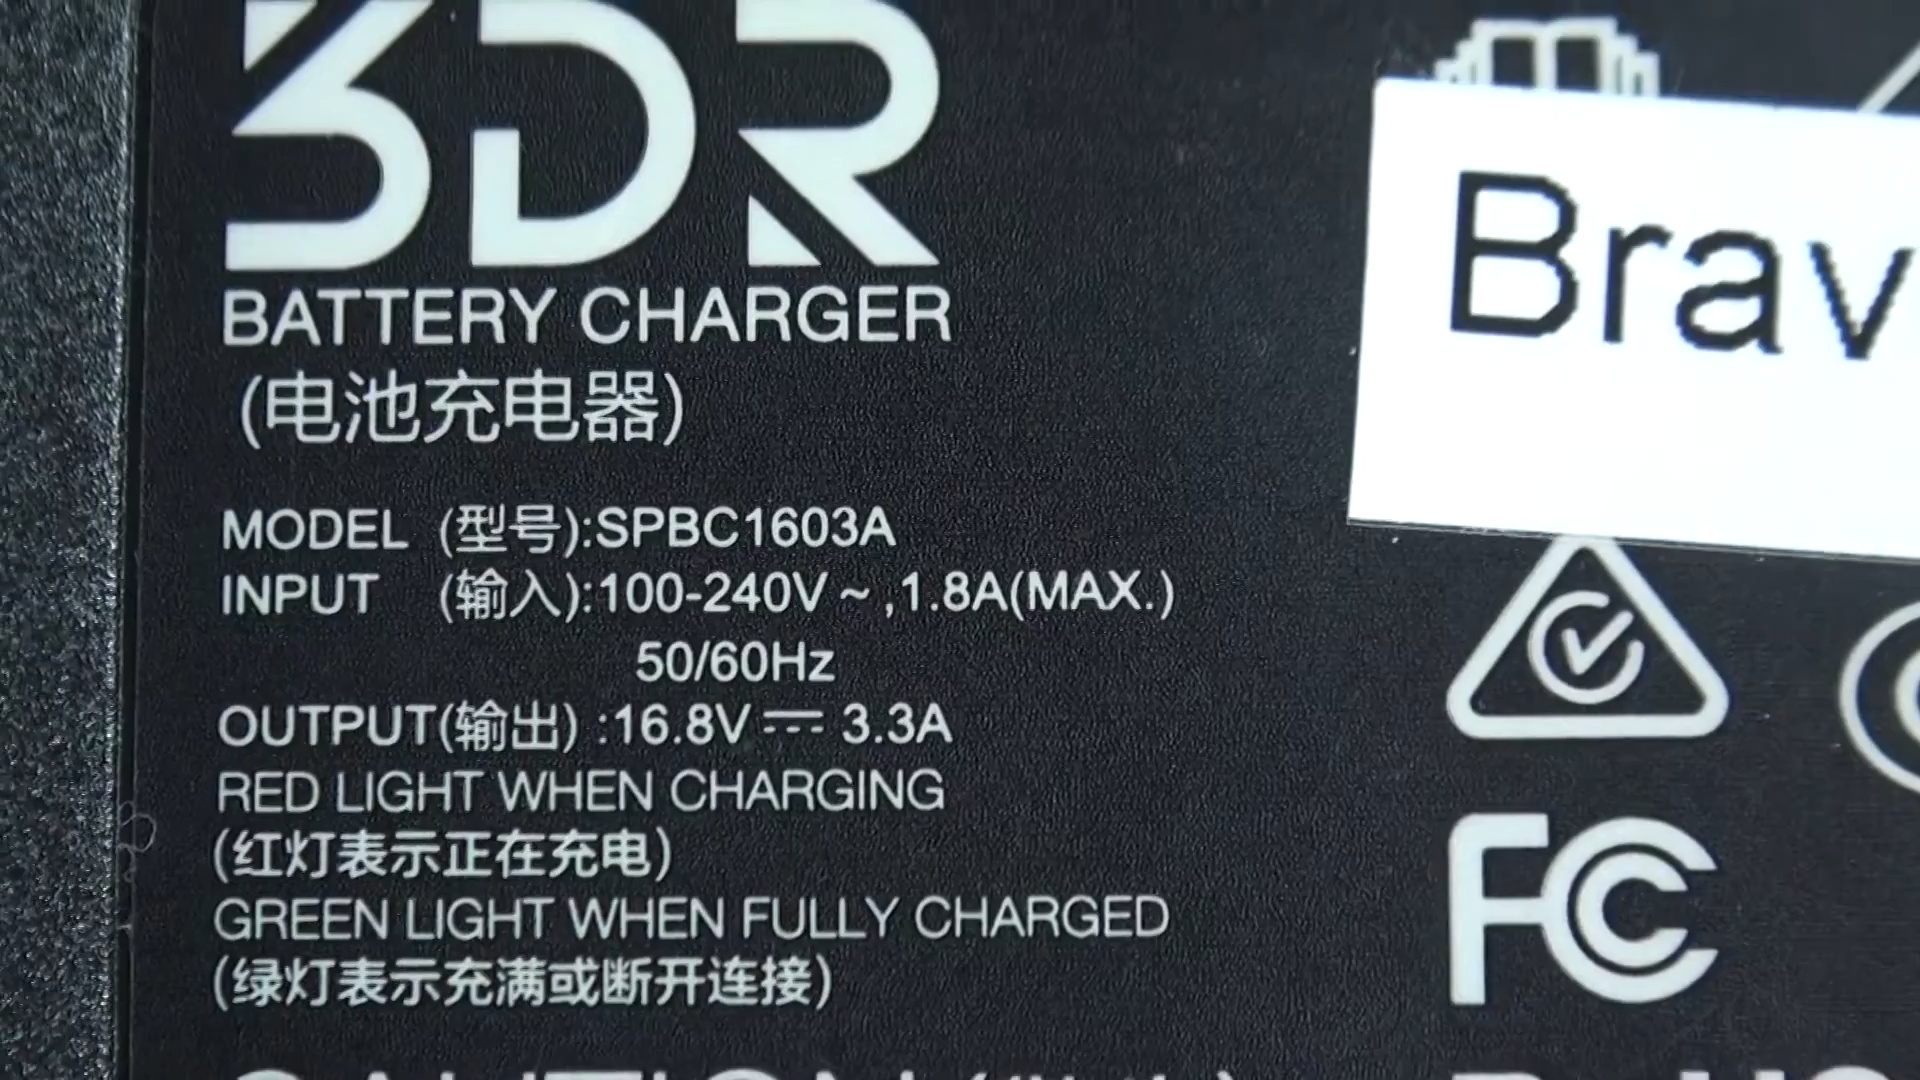 3DR
BATTERY CHARGER
(电池充电器)
Brav
MODEL (型号):SPBC1603A
INPUT (输入):100-240V ~ ,1.8A(MAX.)
50/60Hz
OUTPUT(输出) :16.8V ⎓ 3.3A
RED LIGHT WHEN CHARGING
(红灯表示正在充电)
GREEN LIGHT WHEN FULLY CHARGED
(绿灯表示充满或断开连接)
FC